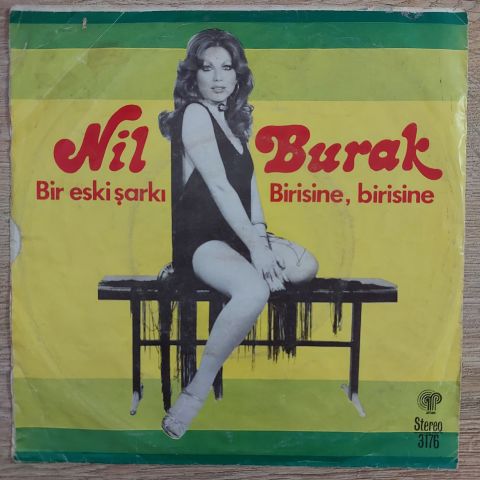 Nil Burak
Bir eski şarkı Birisine, birisine
Stereo
3176